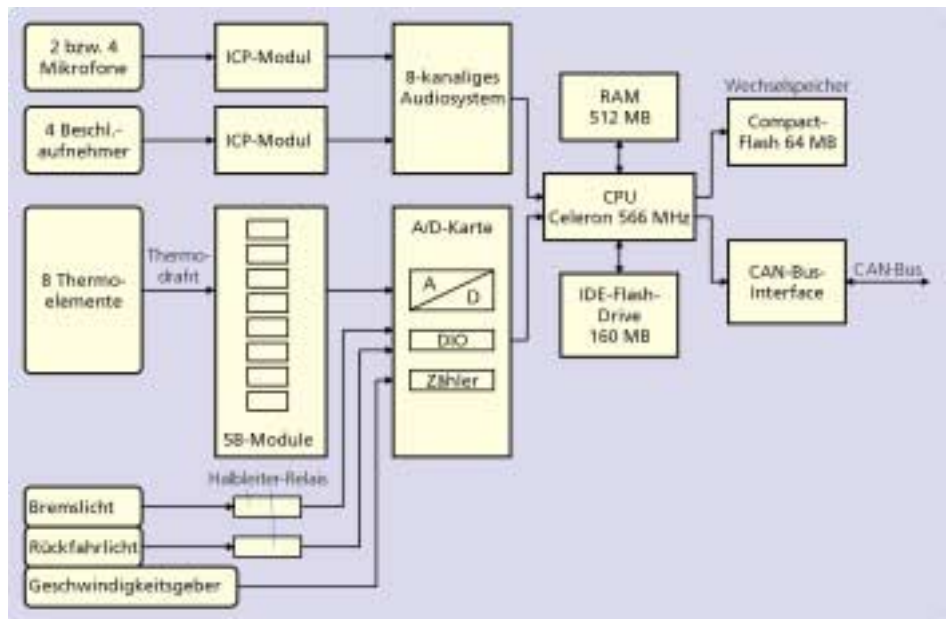 2 bzw. 4
Mikrofone
ICP-Modul
8-kanaliges
Audiosystem
4 Beschl.-
aufnehmer
ICP-Modul
RAM
512 MB
Wechselspeicher
Compact-
Flash 64 MB
CPU
Celeron 566 MHz
8 Thermo-
elemente
Thermo-
draht
5B-Module
A/D-Karte
A
D
DIO
Zähler
IDE-Flash-
Drive
160 MB
CAN-Bus-
Interface
CAN-Bus
Halbleiter-Relais
Bremslicht
Rückfahrlicht
Geschwindigkeitsgeber